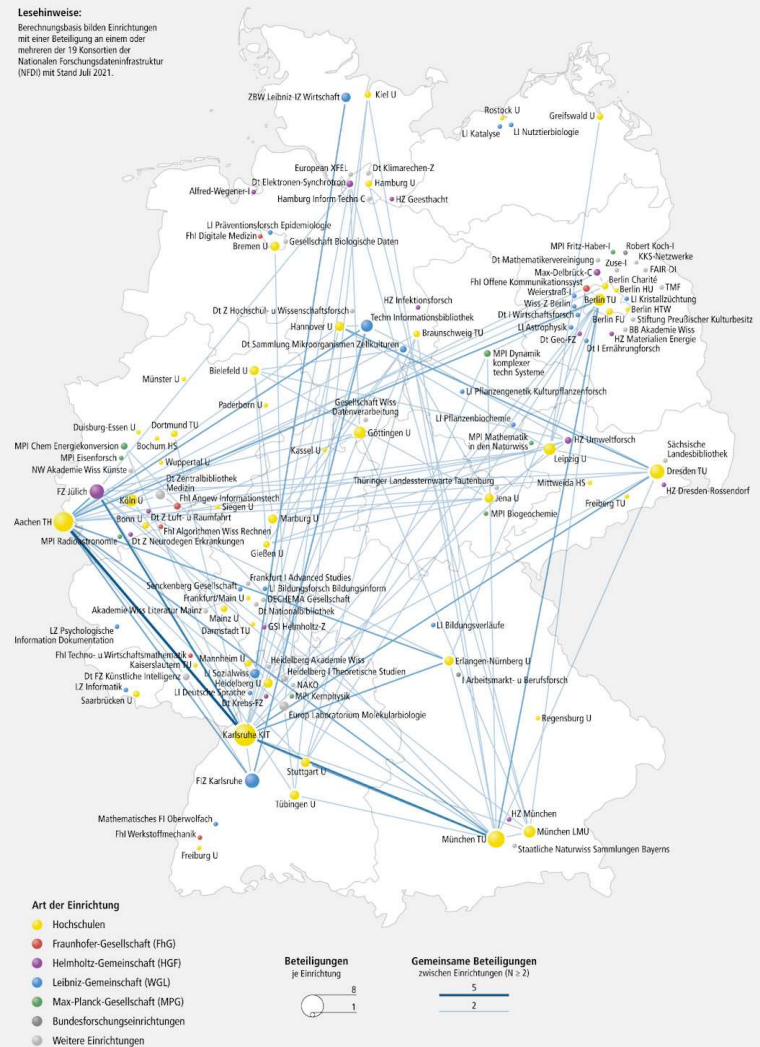 Lesehinweise:
Berechnungsbasis bilden Einrichtungen
mit einer Beteiligung an einem oder
mehreren der 19 Konsortien der
Nationalen Forschungsdateninfrastruktur
(NFDI) mit Stand Juli 2021.
ZBW Leibniz-IZ Wirtschaft
Kiel U
Rostock U
Greifswald U
LI Katalyse
LI Nutztierbiologie
European XFEL
Dt Klimarechen-Z
Dt Elektronen-Synchrotron
Hamburg U
Alfred-Wegener-I
Hamburg Inform Techn C
HZ Geesthacht
LI Präventionsforsch Epidemiologie
FhI Digitale Medizin
Bremen U
Gesellschaft Biologische Daten
MPI Fritz-Haber-I
Robert Koch-I
Dt Mathematikervereinigung
Zuse-I
KKS-Netzwerke
Max-Delbrück-C
FAIR-DI
FhI Offene Kommunikationssyst
Berlin Charité
Weierstraß-I
Berlin HU
TMF
Wiss-Z Berlin
Berlin TU
LI Kristallzüchtung
Dt I Wirtschaftsforsch
Berlin HTW
Berlin FU
Stiftung Preußischer Kulturbesitz
LI Astrophysik
BB Akademie Wiss
Dt Geo-FZ
HZ Materialien Energie
Dt I Ernährungforsch
HZ Infektionsforsch
Dt Z Hochschul- u Wissenschaftsforsch
Techn Informationsbibliothek
Hannover U
Braunschweig TU
Dt Sammlung Mikroorganismen Zellkulturen
MPI Dynamik
komplexer
techn Systeme
Bielefeld U
Münster U
LI Pflanzengenetik Kulturpflanzenforsch
Paderborn U
Gesellschaft Wiss
Datenverarbeitung
LI Pflanzenbiochemie
Duisburg-Essen U
Dortmund TU
Göttingen U
MPI Chem Energiekonversion
Bochum HS
MPI Mathematik
in den Naturwiss
HZ Umweltforsch
Sächsische
Landesbibliothek
MPI Eisenforsch
Wuppertal U
Kassel U
Leipzig U
NW Akademie Wiss Künste
Dresden TU
Dt Zentralbibliothek
Medizin
Thüringer Landessternwarte Tautenburg
Mittweida HS
HZ Dresden-Rossendorf
FZ Jülich
Köln U
FhI Angew Informationstech
Siegen U
Jena U
Freiberg TU
Aachen TH
Bonn U
Dt Z Luft- u Raumfahrt
Marburg U
MPI Biogeochemie
FhI Algorithmen Wiss Rechnen
MPI Radioastronomie
Dt Z Neurodegen Erkrankungen
Gießen U
Senckenberg Gesellschaft
Frankfurt I Advanced Studies
LI Bildungsforsch Bildungsinform
Frankfurt/Main U
DECHEMA Gesellschaft
Akademie Wiss Literatur Mainz
Dt Nationalbibliothek
Mainz U
Darmstadt TU
GSI Helmholtz-Z
LZ Psychologische
Information Dokumentation
LI Bildungsverläufe
FhI Techno- u Wirtschaftsmathematik
Mannheim U
Heidelberg Akademie Wiss
Erlangen-Nürnberg U
Kaiserslautern TU
LI Sozialwiss
Heidelberg I Theoretische Studien
Dt FZ Künstliche Intelligenz
Heidelberg U
NAKO
I Arbeitsmarkt- u Berufsforsch
LZ Informatik
LI Deutsche Sprache
MPI Kernphysik
Saarbrücken U
Dt Krebs-FZ
Europ Laboratorium Molekularbiologie
Karlsruhe KIT
Regensburg U
Stuttgart U
FIZ Karlsruhe
Tübingen U
Mathematisches FI Oberwolfach
HZ München
FhI Werkstoffmechanik
München TU
München LMU
Freiburg U
Staatliche Naturwiss Sammlungen Bayerns
Art der Einrichtung
Hochschulen
Fraunhofer-Gesellschaft (FhG)
Helmholtz-Gemeinschaft (HGF)
Leibniz-Gemeinschaft (WGL)
Max-Planck-Gesellschaft (MPG)
Bundesforschungseinrichtungen
Weitere Einrichtungen
Beteiligungen
je Einrichtung
8
1
Gemeinsame Beteiligungen
zwischen Einrichtungen (N ≥ 2)
5
2